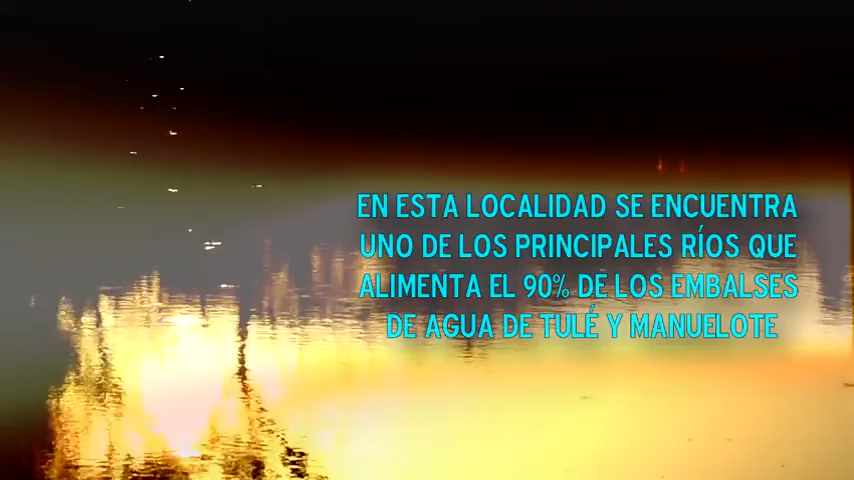 EN ESTA LOCALIDAD SE ENCUENTRA
UNO DE LOS PRINCIPALES RÍOS QUE
ALIMENTA EL 90% DE LOS EMBALSES
DE AGUA DE TULÉ Y MANUELOTE